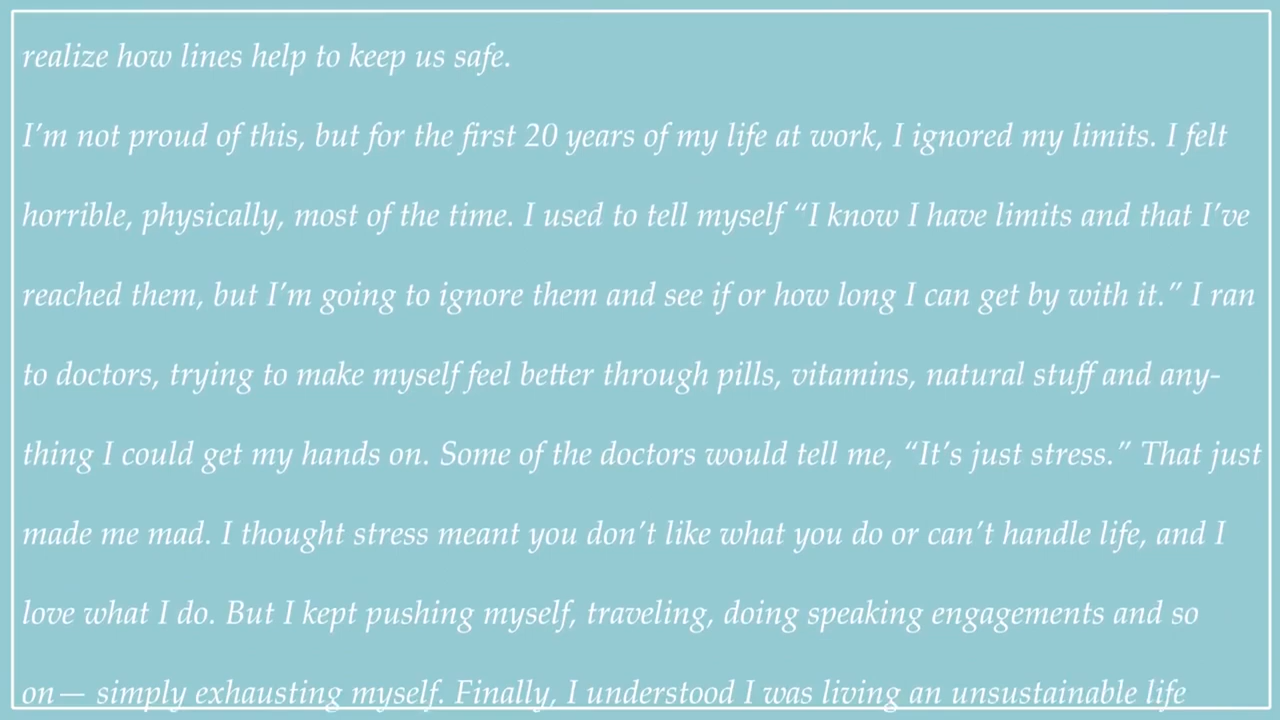 realize how lines help to keep us safe.
I’m not proud of this, but for the first 20 years of my life at work, I ignored my limits. I felt
horrible, physically, most of the time. I used to tell myself “I know I have limits and that I’ve
reached them, but I’m going to ignore them and see if or how long I can get by with it.” I ran
to doctors, trying to make myself feel better through pills, vitamins, natural stuff and any-
thing I could get my hands on. Some of the doctors would tell me, “It’s just stress.” That just
made me mad. I thought stress meant you don’t like what you do or can’t handle life, and I
love what I do. But I kept pushing myself, traveling, doing speaking engagements and so
on— simply exhausting myself. Finally, I understood I was living an unsustainable life